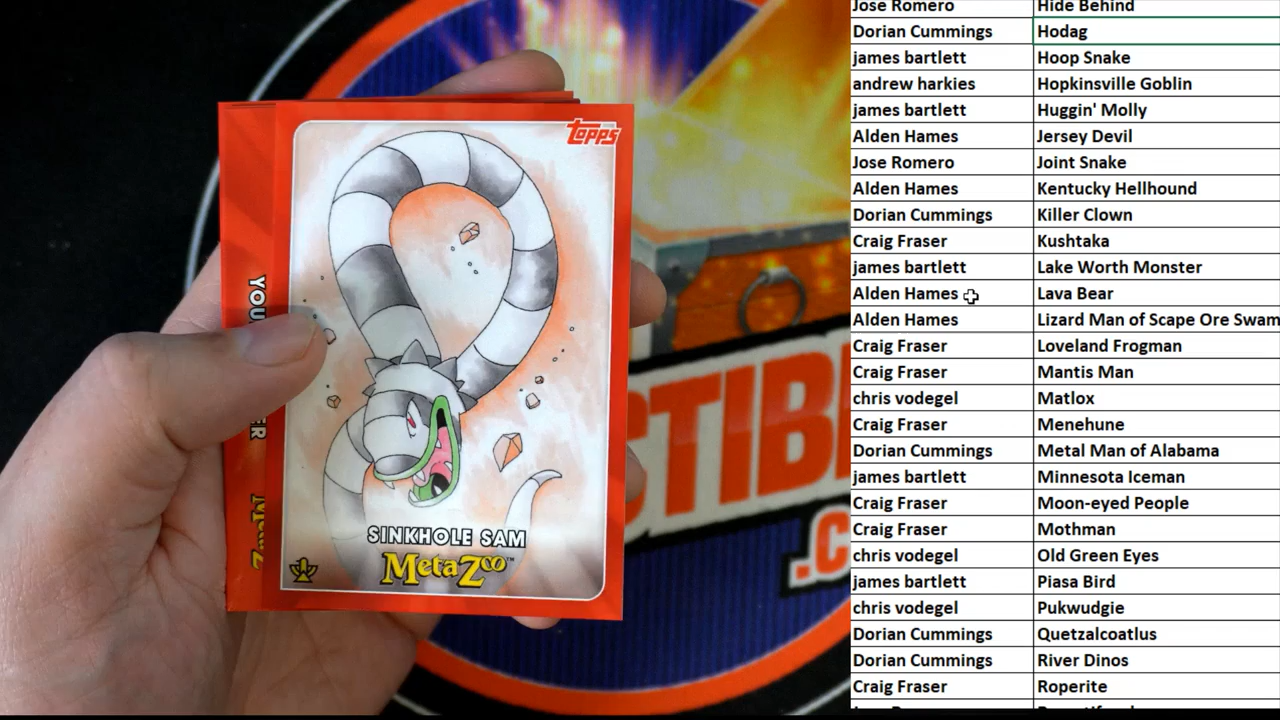 topps
SINKHOLE SAM
MetaZoo™
YOU
ER
STIB
.C
Jose Romero Hide Behind
Dorian Cummings Hodag
james bartlett Hoop Snake
andrew harkies Hopkinsville Goblin
james bartlett Huggin' Molly
Alden Hames Jersey Devil
Jose Romero Joint Snake
Alden Hames Kentucky Hellhound
Dorian Cummings Killer Clown
Craig Fraser Kushtaka
james bartlett Lake Worth Monster
Alden Hames Lava Bear
Alden Hames Lizard Man of Scape Ore Swam
Craig Fraser Loveland Frogman
Craig Fraser Mantis Man
chris vodegel Matlox
Craig Fraser Menehune
Dorian Cummings Metal Man of Alabama
james bartlett Minnesota Iceman
Craig Fraser Moon-eyed People
Craig Fraser Mothman
chris vodegel Old Green Eyes
james bartlett Piasa Bird
chris vodegel Pukwudgie
Dorian Cummings Quetzalcoatlus
Dorian Cummings River Dinos
Craig Fraser Roperite